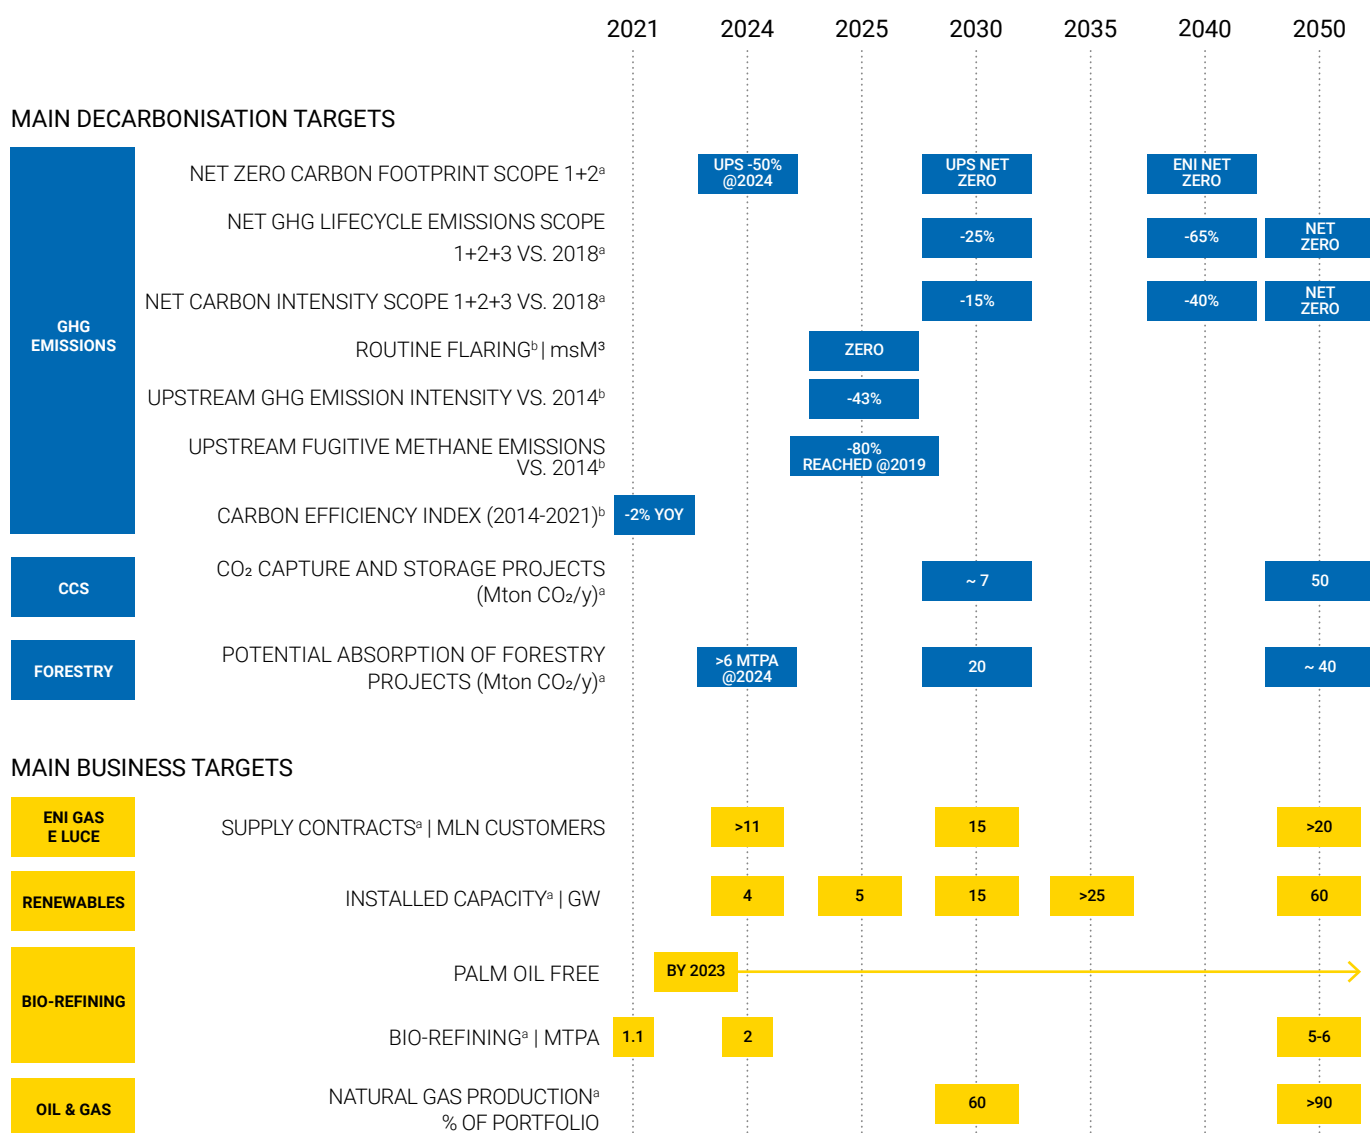 2021 2024 2025 2030 2035 2040 2050
MAIN DECARBONISATION TARGETS
GHG
EMISSIONS
NET ZERO CARBON FOOTPRINT SCOPE 1+2ᵃ
UPS -50%
@2024
UPS NET
ZERO
ENI NET
ZERO
NET GHG LIFECYCLE EMISSIONS SCOPE
1+2+3 VS. 2018ᵃ
-25%
-65%
NET
ZERO
NET CARBON INTENSITY SCOPE 1+2+3 VS. 2018ᵃ
-15%
-40%
NET
ZERO
ROUTINE FLARINGᵇ | msM³
ZERO
UPSTREAM GHG EMISSION INTENSITY VS. 2014ᵇ
-43%
UPSTREAM FUGITIVE METHANE EMISSIONS
VS. 2014ᵇ
-80%
REACHED @2019
CARBON EFFICIENCY INDEX (2014-2021)ᵇ
-2% YOY
CCS
CO₂ CAPTURE AND STORAGE PROJECTS
(Mton CO₂/y)ᵃ
~ 7
50
FORESTRY
POTENTIAL ABSORPTION OF FORESTRY
PROJECTS (Mton CO₂/y)ᵃ
>6 MTPA
@2024
20
~ 40
MAIN BUSINESS TARGETS
ENI GAS
E LUCE
SUPPLY CONTRACTSᵃ | MLN CUSTOMERS
>11
15
>20
RENEWABLES
INSTALLED CAPACITYᵃ | GW
4
5
15
>25
60
BIO-REFINING
PALM OIL FREE
BY 2023
BIO-REFININGᵃ | MTPA
1.1
2
5-6
OIL & GAS
NATURAL GAS PRODUCTIONᵃ
% OF PORTFOLIO
60
>90